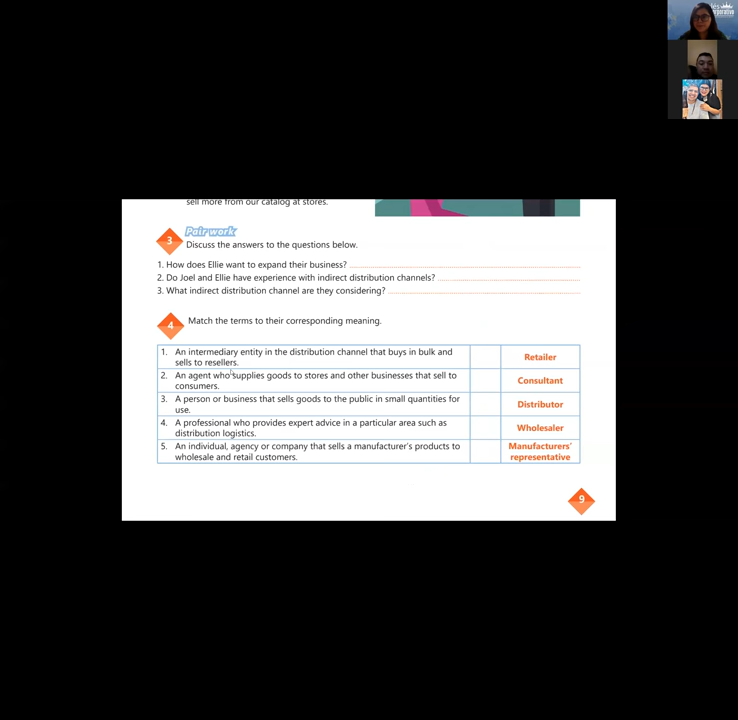 sell more from our catalog at stores.
3
Pair work
Discuss the answers to the questions below.
1. How does Ellie want to expand their business?
2. Do Joel and Ellie have experience with indirect distribution channels?
3. What indirect distribution channel are they considering?
4
Match the terms to their corresponding meaning.
1. An intermediary entity in the distribution channel that buys in bulk and
sells to resellers.
Retailer
2. An agent who supplies goods to stores and other businesses that sell to
consumers.
Consultant
3. A person or business that sells goods to the public in small quantities for
use.
Distributor
4. A professional who provides expert advice in a particular area such as
distribution logistics.
Wholesaler
5. An individual, agency or company that sells a manufacturer's products to
wholesale and retail customers.
Manufacturers'
representative
9